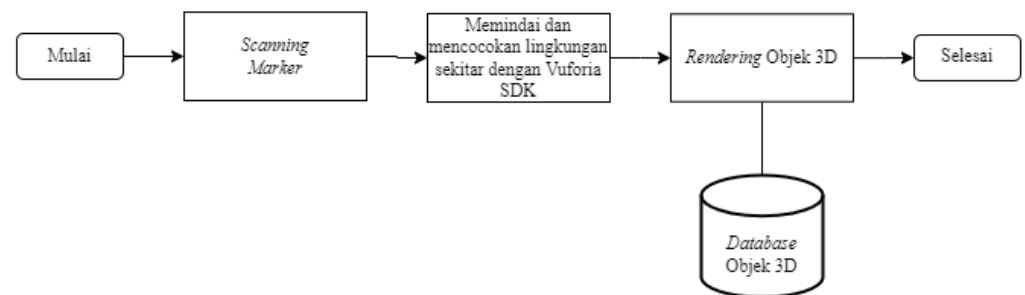 Mulai
Scanning
Marker
Memindai dan
mencocokan lingkungan
sekitar dengan Vuforia
SDK
Rendering Objek 3D
Selesai
Database
Objek 3D